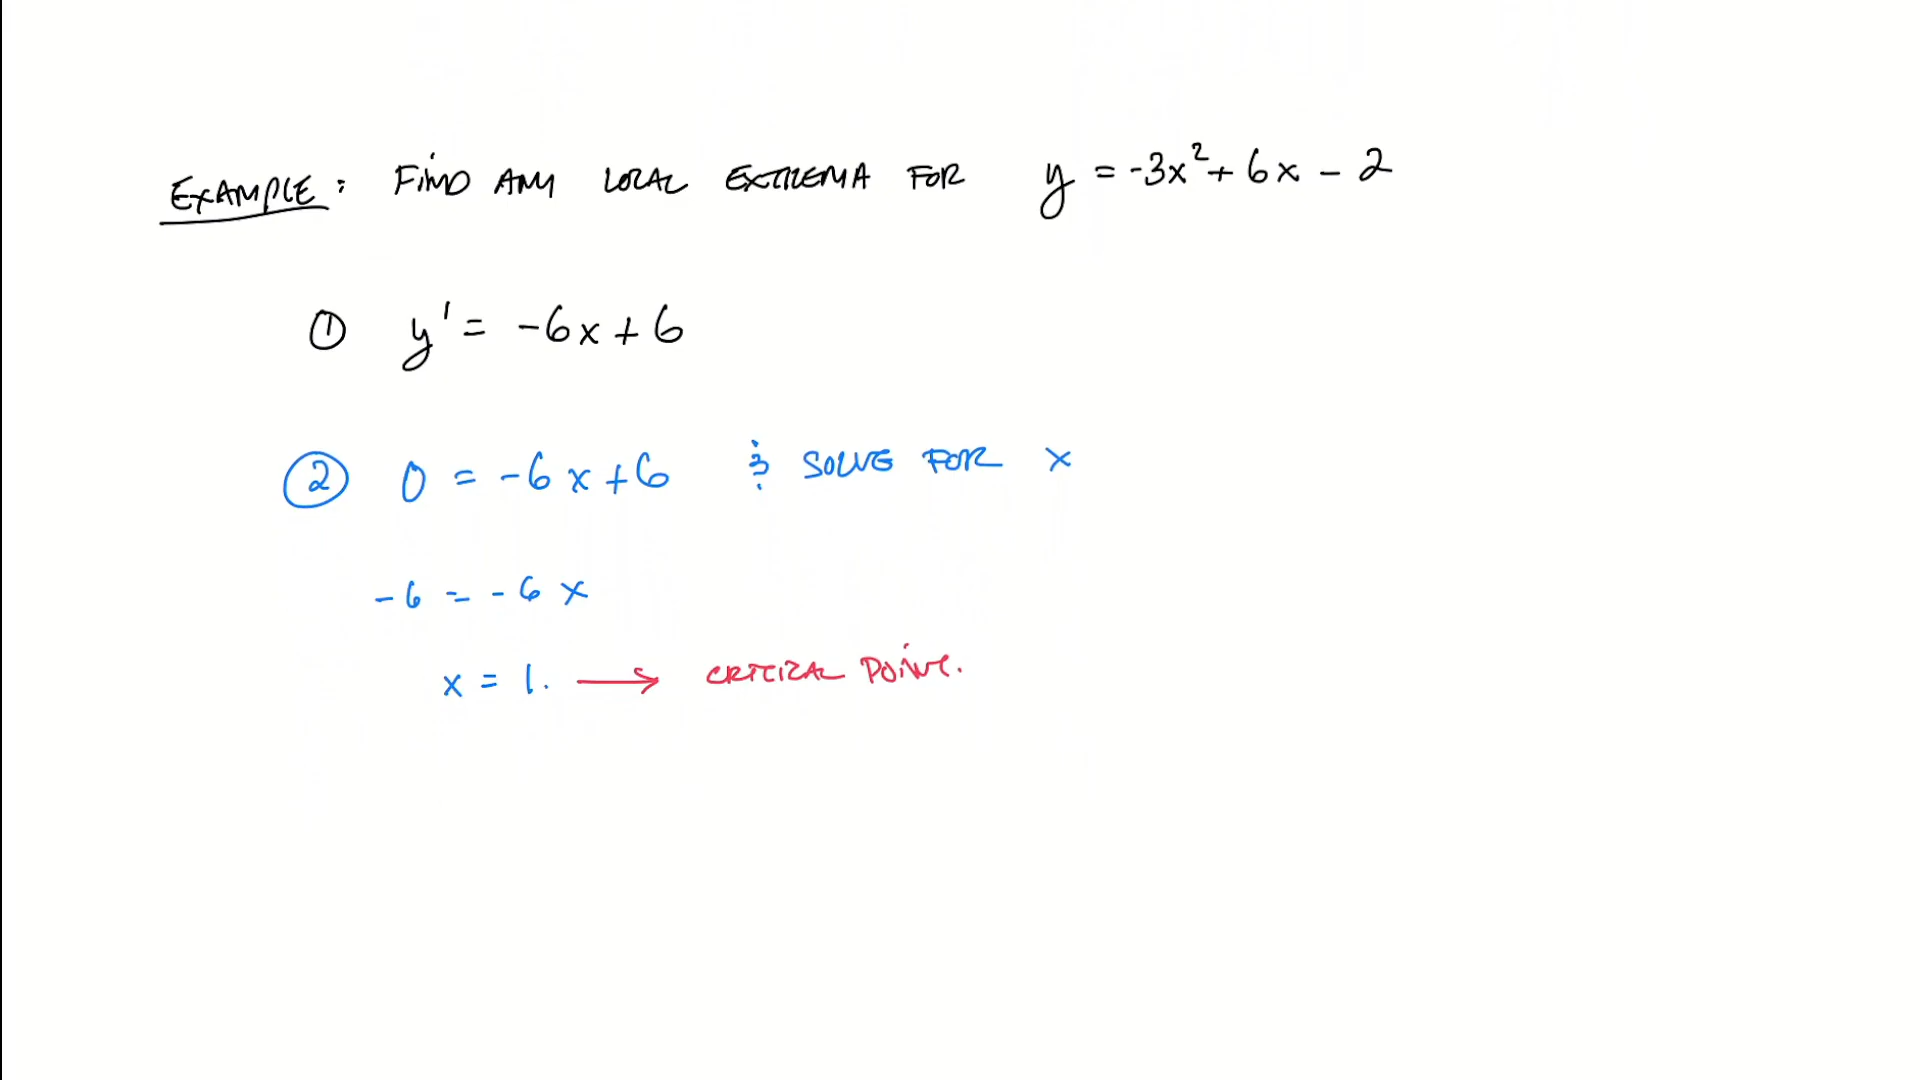 EXAMPLE: FIND ANY LOCAL EXTREMA FOR y = -3x² + 6x - 2
① y' = -6x + 6
② 0 = -6x + 6 & SOLVE FOR x
-6 = -6x
x = 1. → CRITICAL POINT.